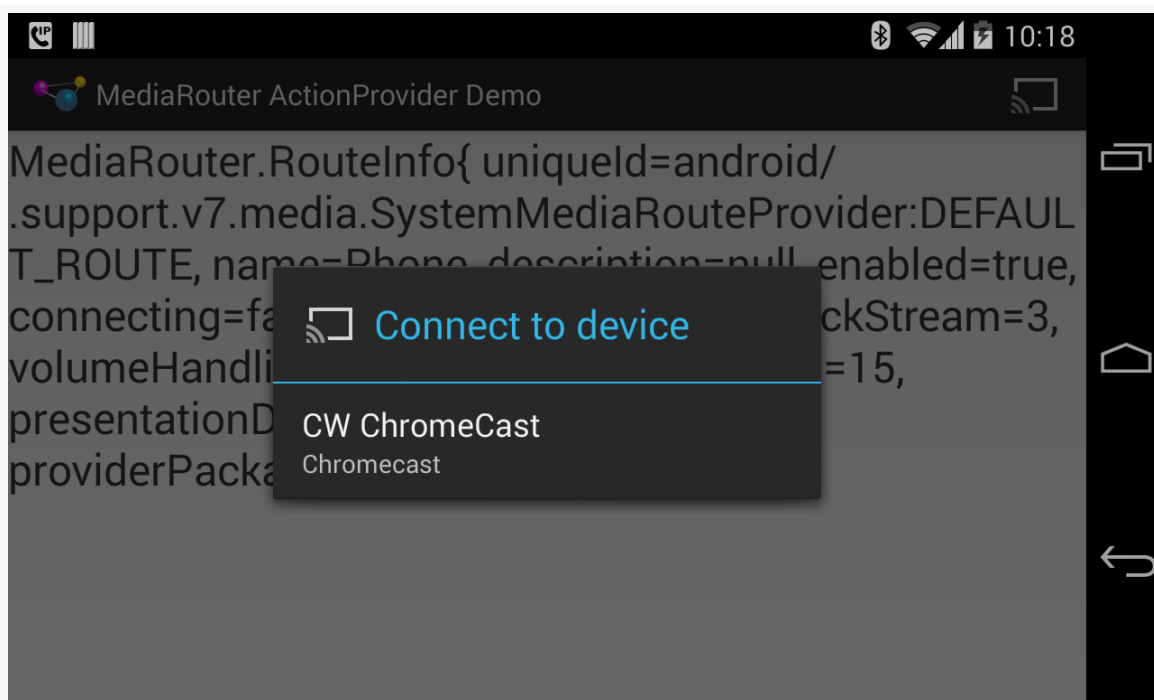 IP
10:18
MediaRouter ActionProvider Demo
MediaRouter.RouteInfo{ uniqueId=android/
.support.v7.media.SystemMediaRouteProvider:DEFAUL
T_ROUTE, name=Phone, description=null, enabled=true,
connecting=fa ckStream=3,
volumeHandli =15,
presentationD
providerPacka
Connect to device
CW ChromeCast
Chromecast